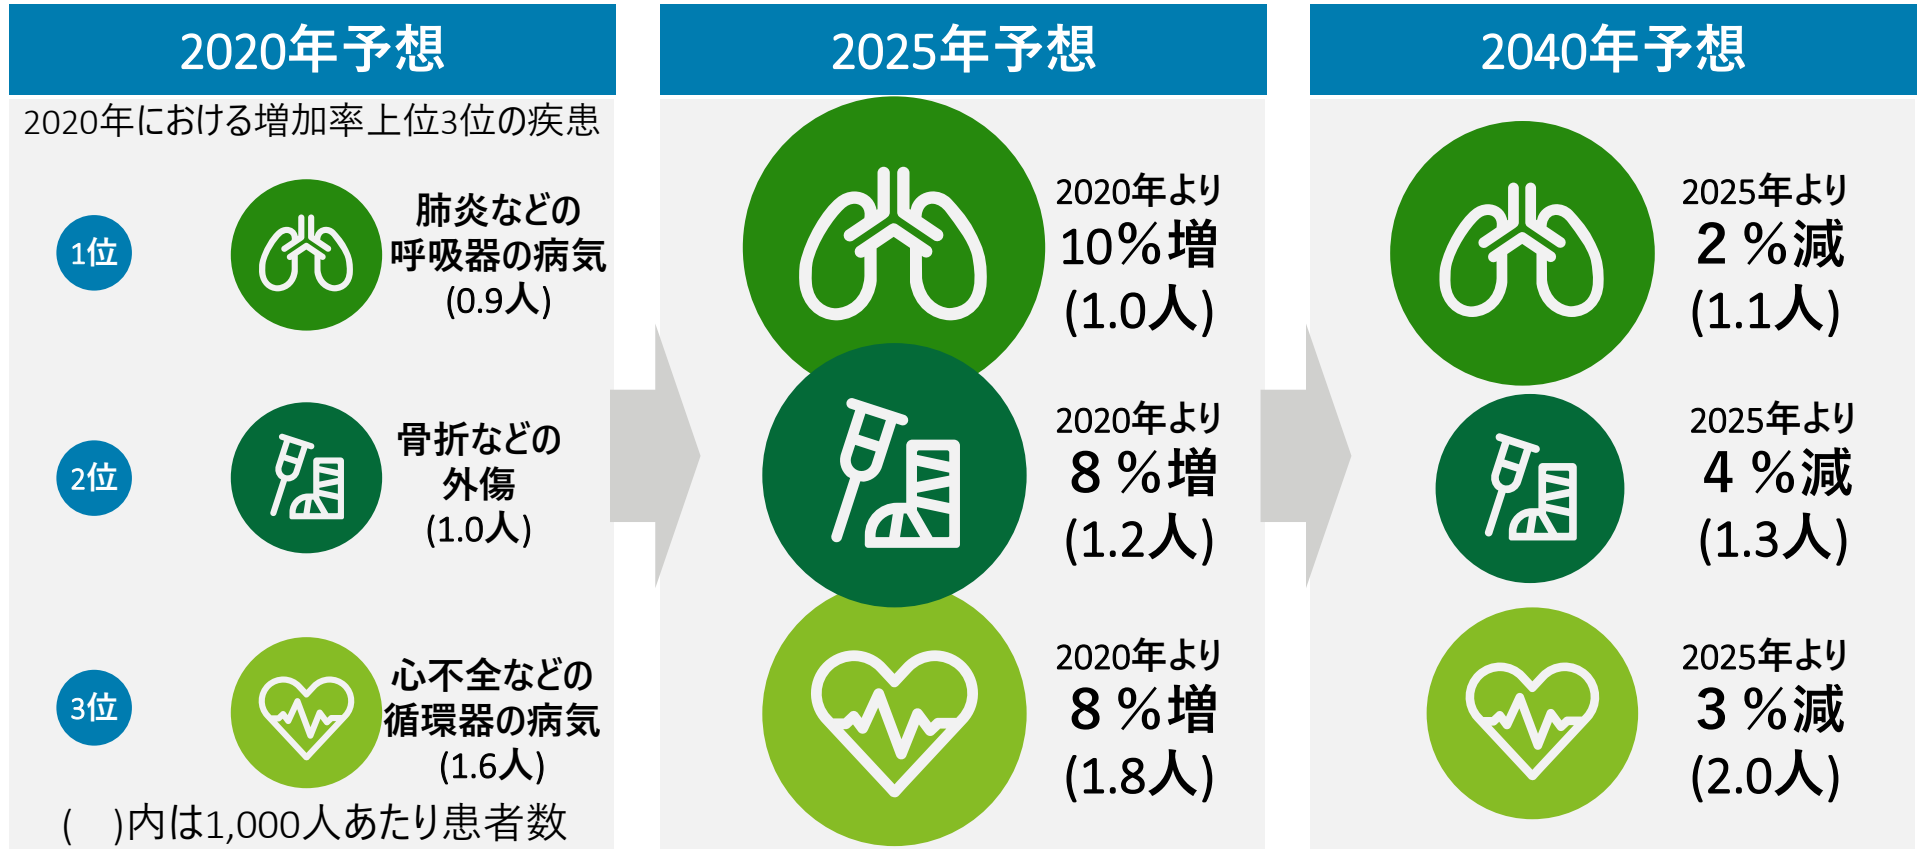 2020年予想
2020年における増加率上位3位の疾患
1位
肺炎などの
呼吸器の病気
(0.9人)
2位
骨折などの
外傷
(1.0人)
3位
心不全などの
循環器の病気
(1.6人)
(　)内は1,000人あたり患者数
2025年予想
2020年より
10%増
(1.0人)
2020年より
8 %増
(1.2人)
2020年より
8 %増
(1.8人)
2040年予想
2025年より
2 %減
(1.1人)
2025年より
4 %減
(1.3人)
2025年より
3 %減
(2.0人)